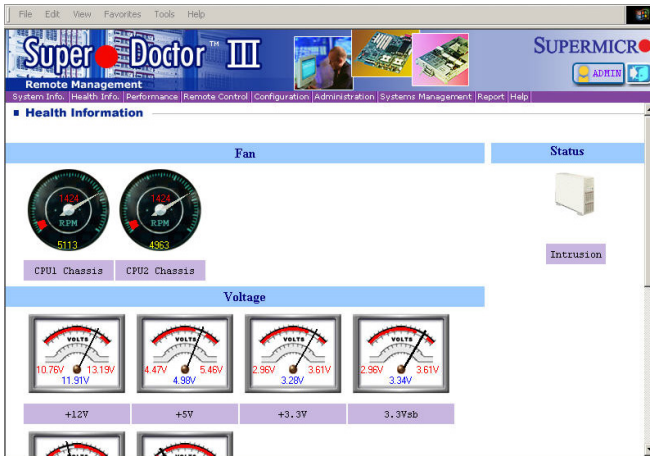 File Edit View Favorites Tools Help
Super Doctor™ III
SUPERMICR
ADMIN
Remote Management
System Info. |Health Info. |Performance |Remote Control |Configuration |Administration |Systems Management |Report |Help|
Health Information
Fan
Status
1424
RPM
5113
1424
RPM
4963
CPU1 Chassis
CPU2 Chassis
Intrusion
Voltage
VOLTS
10.76V 13.19V
11.91V
VOLTS
4.47V 5.46V
4.98V
VOLTS
2.96V 3.61V
3.28V
VOLTS
2.96V 3.61V
3.34V
+12V
+5V
+3.3V
3.3Vsb
VOLTS
VOLTS